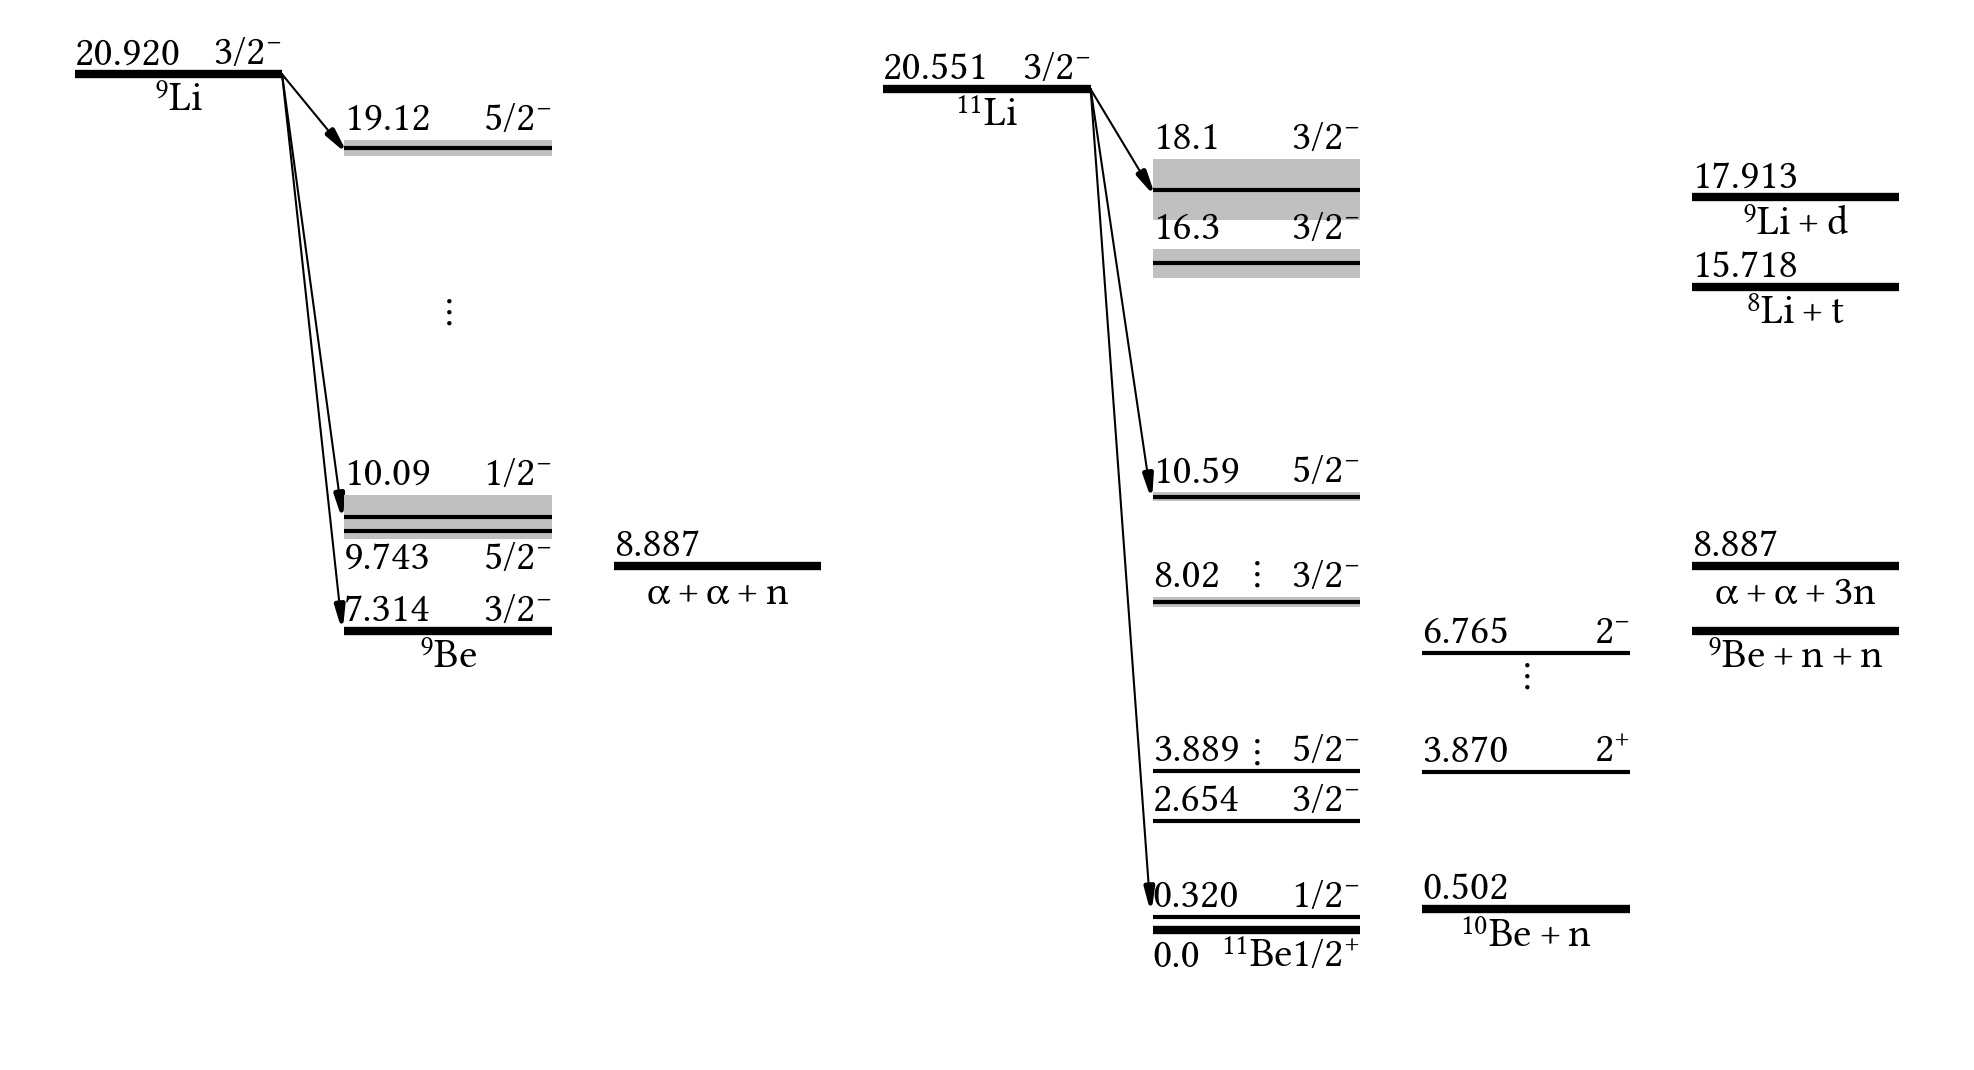 20.920 3/2⁻
⁹Li
19.12 5/2⁻
⋮
10.09 1/2⁻
9.743 5/2⁻
7.314 3/2⁻
⁹Be
8.887
α + α + n
20.551 3/2⁻
¹¹Li
18.1 3/2⁻
16.3 3/2⁻
10.59 5/2⁻
8.02 ⋮ 3/2⁻
3.889 ⋮ 5/2⁻
2.654 3/2⁻
0.320 1/2⁻
0.0 ¹¹Be1/2⁺
6.765 2⁻
⋮
3.870 2⁺
0.502
¹⁰Be + n
17.913
⁹Li + d
15.718
⁸Li + t
8.887
α + α + 3n
⁹Be + n + n